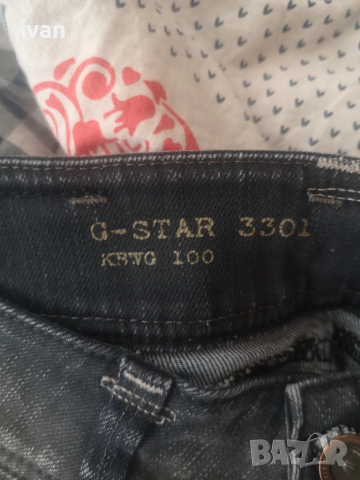 ivan
G-STAR 3301
KBWG 100
BAZAR